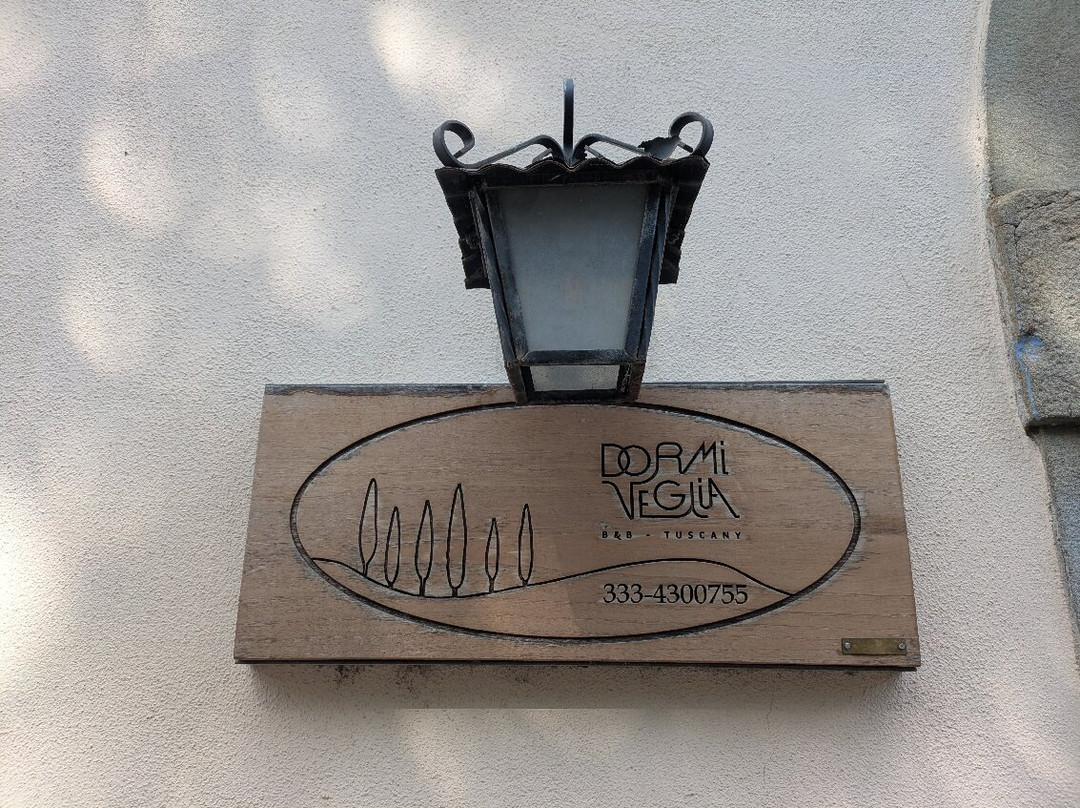 DORMI
VEGLIA
B&B - TUSCANY
333-4300755